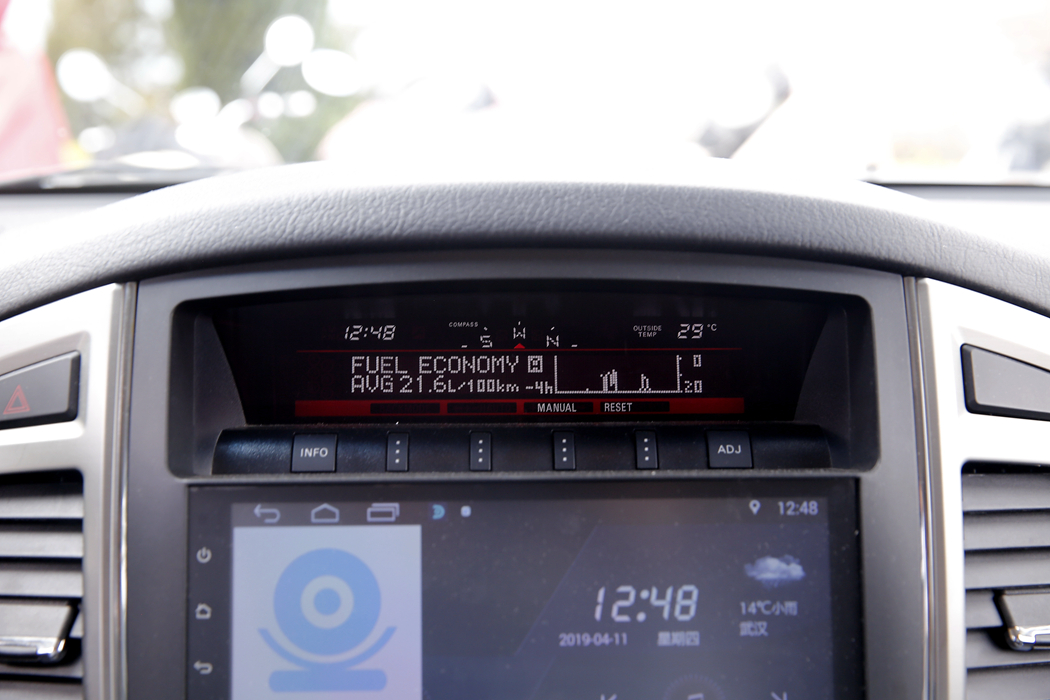 12:48 COMPASS S W N OUTSIDE TEMP 29°C
FUEL ECONOMY 0
AVG 21.6L/100km -4h 20
MANUAL RESET
INFO ADJ
12:48
12:48
14℃小雨
2019-04-11 星期四 武汉